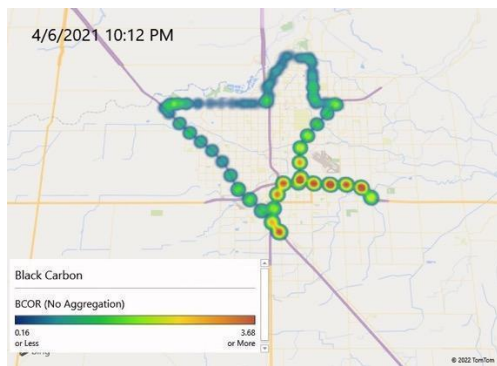 4/6/2021 10:12 PM
Black Carbon
BCOR (No Aggregation)
0.16 3.68
or Less or More
Bing
© 2022 TomTom